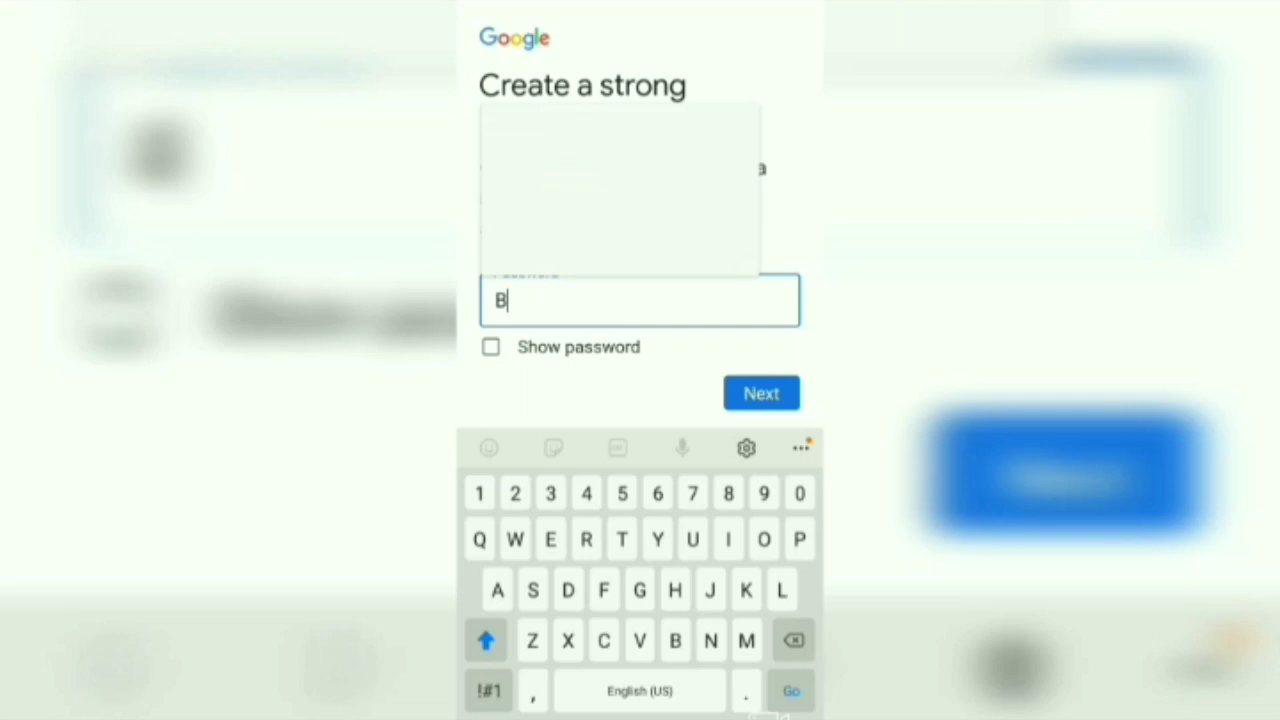 Google
Create a strong
a
B
Show password
Next
1 2 3 4 5 6 7 8 9 0
Q W E R T Y U I O P
A S D F G H J K L
Z X C V B N M
!#1 , English (US) . Go